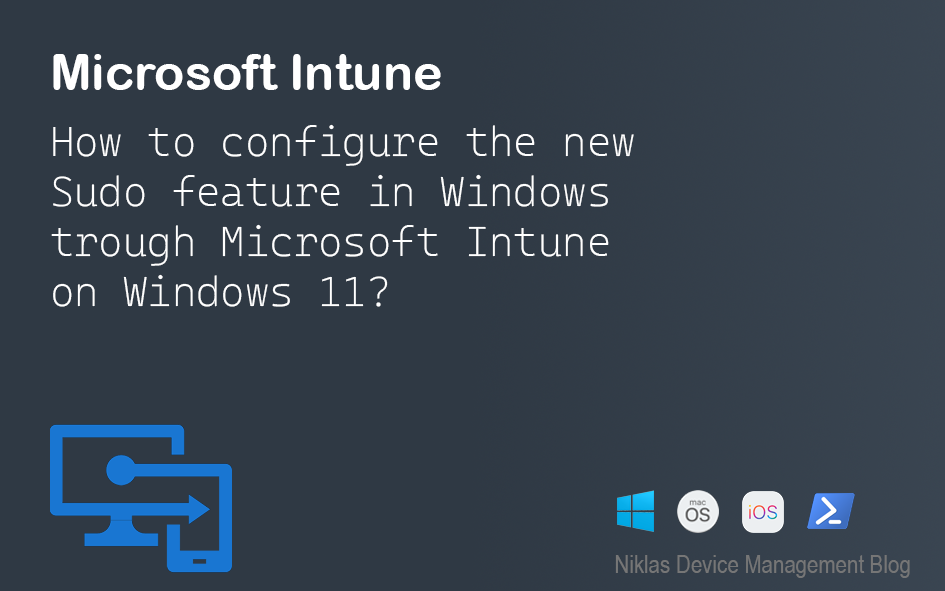 Microsoft Intune
How to configure the new
Sudo feature in Windows
trough Microsoft Intune
on Windows 11?
mac
OS
iOS
Niklas Device Management Blog